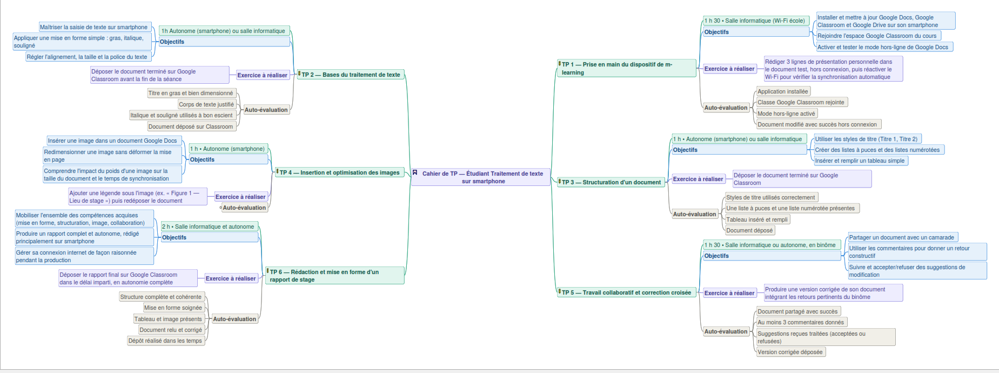 Cahier de TP — Étudiant Traitement de texte
sur smartphone
TP 1 — Prise en main du dispositif de m-
learning
1 h 30 • Salle informatique (Wi-Fi école)
Objectifs
Installer et mettre à jour Google Docs, Google
Classroom et Google Drive sur son smartphone
Rejoindre l'espace Google Classroom du cours
Activer et tester le mode hors-ligne de Google Docs
Exercice à réaliser
Rédiger 3 lignes de présentation personnelle dans
le document test, hors connexion, puis réactiver le
Wi-Fi pour vérifier la synchronisation automatique
Auto-évaluation
Application installée
Classe Google Classroom rejointe
Mode hors-ligne activé
Document modifié avec succès hors connexion
TP 2 — Bases du traitement de texte
1h Autonome (smartphone) ou salle informatique
Objectifs
Maîtriser la saisie de texte sur smartphone
Appliquer une mise en forme simple : gras, italique,
souligné
Régler l'alignement, la taille et la police du texte
Exercice à réaliser
Déposer le document terminé sur Google
Classroom avant la fin de la séance
Auto-évaluation
Titre en gras et bien dimensionné
Corps de texte justifié
Italique et souligné utilisés à bon escient
Document déposé sur Classroom
TP 3 — Structuration d'un document
1 h • Autonome (smartphone) ou salle informatique
Objectifs
Utiliser les styles de titre (Titre 1, Titre 2)
Créer des listes à puces et des listes numérotées
Insérer et remplir un tableau simple
Exercice à réaliser
Déposer le document terminé sur Google
Classroom
Auto-évaluation
Styles de titre utilisés correctement
Une liste à puces et une liste numérotée présentes
Tableau inséré et rempli
Document déposé
TP 4 — Insertion et optimisation des images
1 h • Autonome (smartphone)
Objectifs
Insérer une image dans un document Google Docs
Redimensionner une image sans déformer la mise
en page
Comprendre l'impact du poids d'une image sur la
taille du document et le temps de synchronisation
Exercice à réaliser
Ajouter une légende sous l'image (ex. « Figure 1 —
Lieu de stage ») puis redéposer le document
Auto-évaluation
TP 5 — Travail collaboratif et correction croisée
1 h 30 • Salle informatique ou autonome, en binôme
Objectifs
Partager un document avec un camarade
Utiliser les commentaires pour donner un retour
constructif
Suivre et accepter/refuser des suggestions de
modification
Exercice à réaliser
Produire une version corrigée de son document
intégrant les retours pertinents du binôme
Auto-évaluation
Document partagé avec succès
Au moins 3 commentaires donnés
Suggestions reçues traitées (acceptées ou
refusées)
Version corrigée déposée
TP 6 — Rédaction et mise en forme d'un
rapport de stage
2 h • Salle informatique et autonome
Objectifs
Mobiliser l'ensemble des compétences acquises
(mise en forme, structuration, image, collaboration)
Produire un rapport complet et autonome, rédigé
principalement sur smartphone
Gérer sa connexion internet de façon raisonnée
pendant la production
Exercice à réaliser
Déposer le rapport final sur Google Classroom
dans le délai imparti, en autonomie complète
Auto-évaluation
Structure complète et cohérente
Mise en forme soignée
Tableau et image présents
Document relu et corrigé
Dépôt réalisé dans les temps